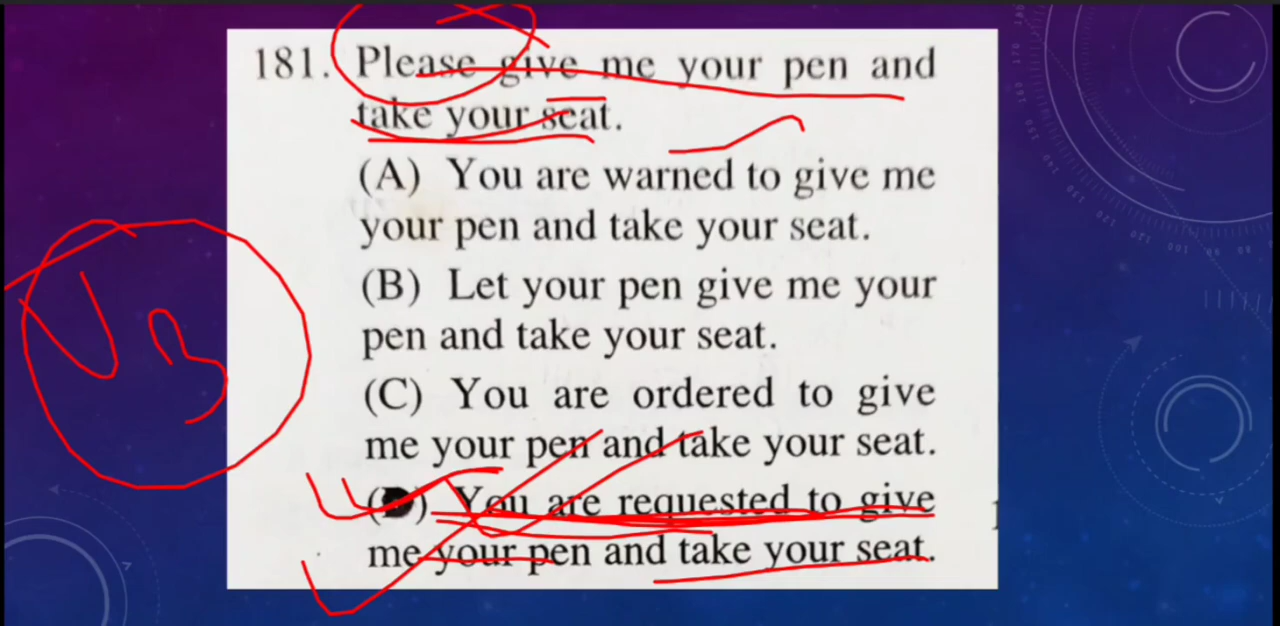 181. Please give me your pen and
take your seat.
(A) You are warned to give me
your pen and take your seat.
(B) Let your pen give me your
pen and take your seat.
(C) You are ordered to give
me your pen and take your seat.
(D) You are requested to give
me your pen and take your seat.
V3